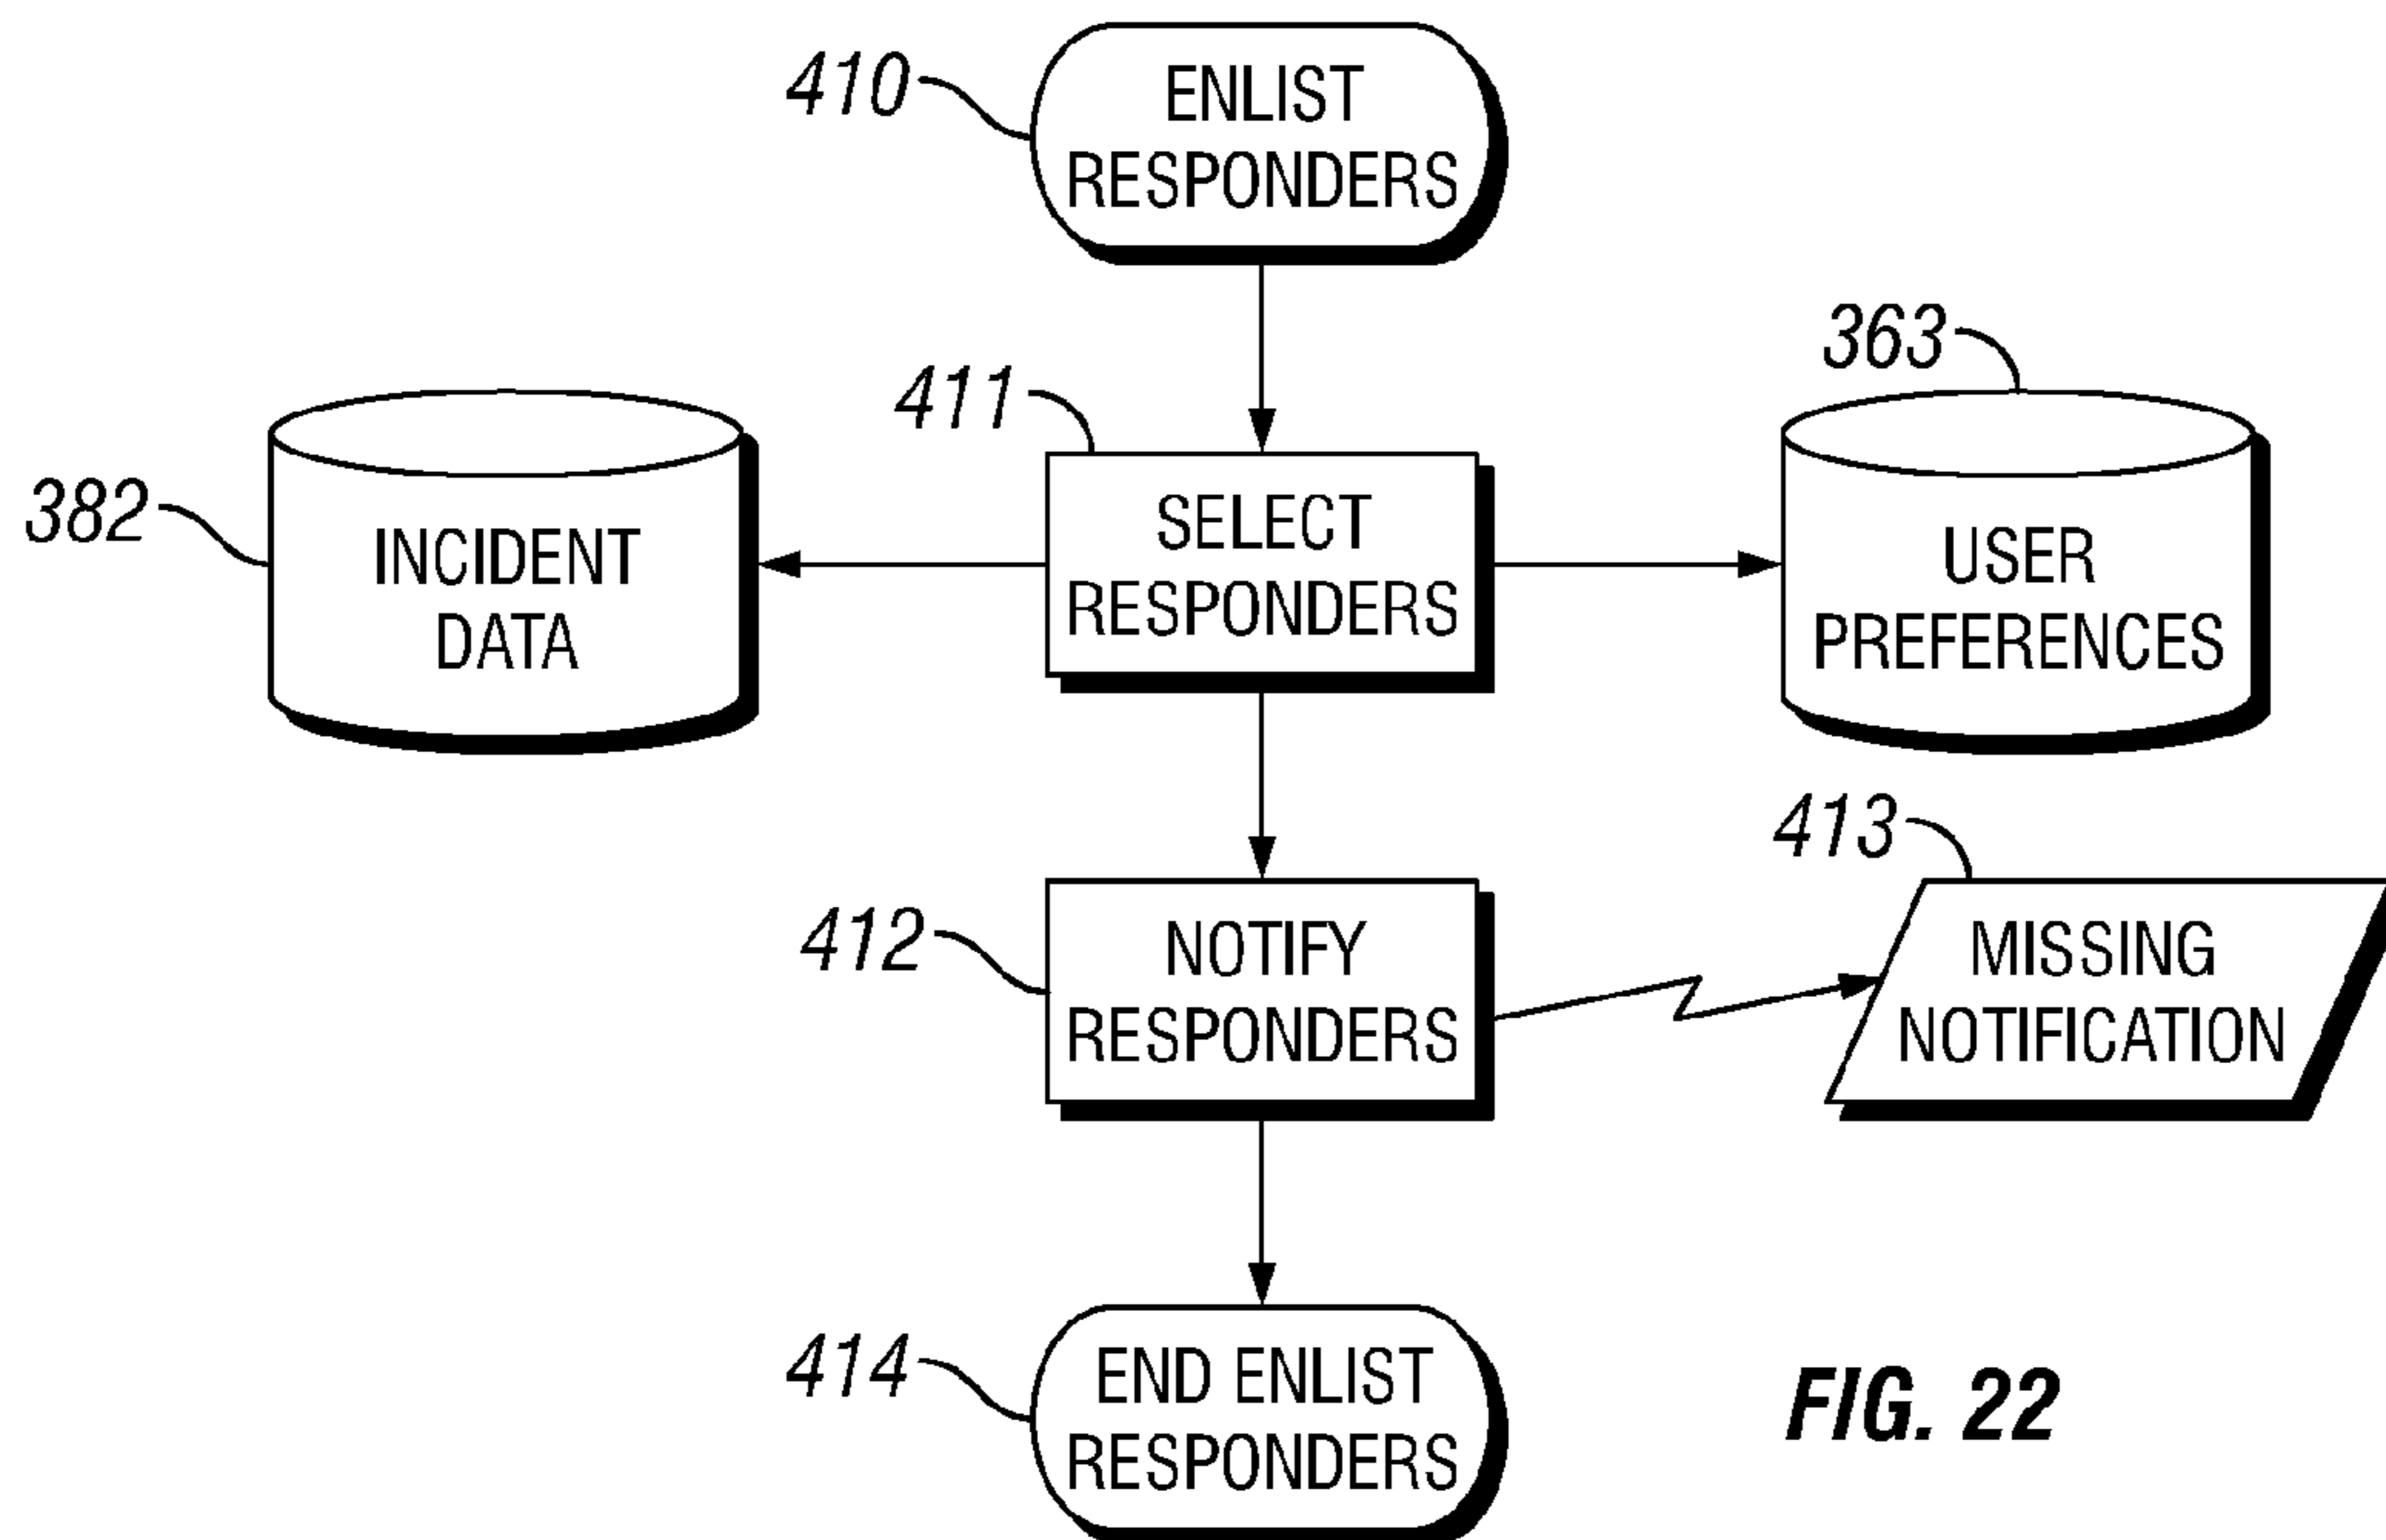 410
ENLIST
RESPONDERS
363
411
382
INCIDENT
DATA
SELECT
RESPONDERS
USER
PREFERENCES
413
412
NOTIFY
RESPONDERS
MISSING
NOTIFICATION
414
END ENLIST
RESPONDERS
FIG. 22